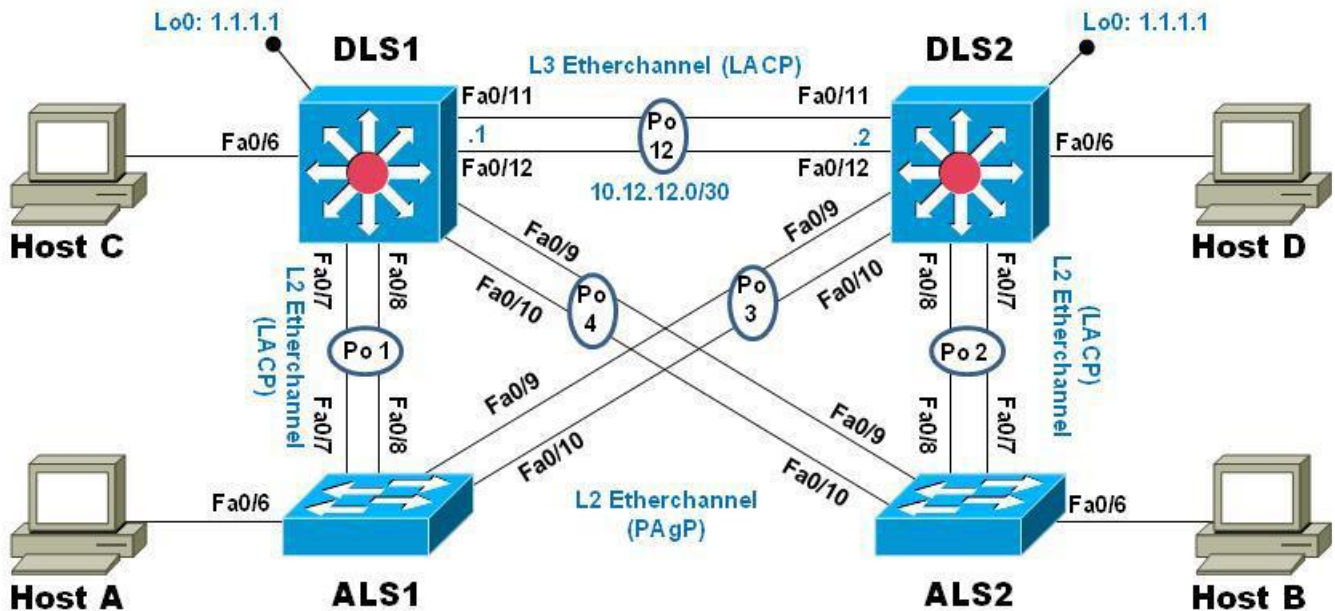 Lo0: 1.1.1.1
DLS1
L3 Etherchannel (LACP)
DLS2
Lo0: 1.1.1.1
Fa0/11
Fa0/11
Fa0/6
.1
Po
12
.2
Fa0/6
Fa0/12
Fa0/12
10.12.12.0/30
Host C
Host D
Fa0/9
Fa0/9
Fa0/10
Fa0/10
Fa0/7
Fa0/8
Fa0/8
Fa0/7
L2 Etherchannel
(LACP)
Po
4
Po
3
L2 Etherchannel
(LACP)
Po 1
Po 2
Fa0/7
Fa0/8
Fa0/9
Fa0/10
Fa0/9
Fa0/10
Fa0/8
Fa0/7
Fa0/6
L2 Etherchannel
(PAgP)
Fa0/6
Host A
ALS1
ALS2
Host B